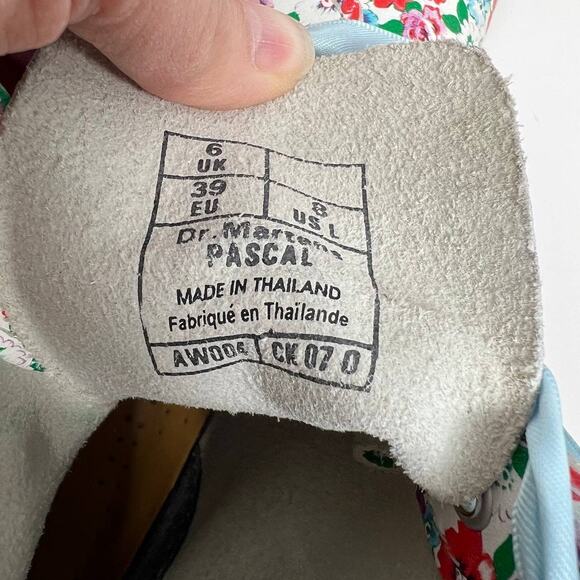 6
UK
39
EU
8
US L
Dr. Martens
PASCAL
MADE IN THAILAND
Fabriqué en Thaïlande
AW006 CK 07 0